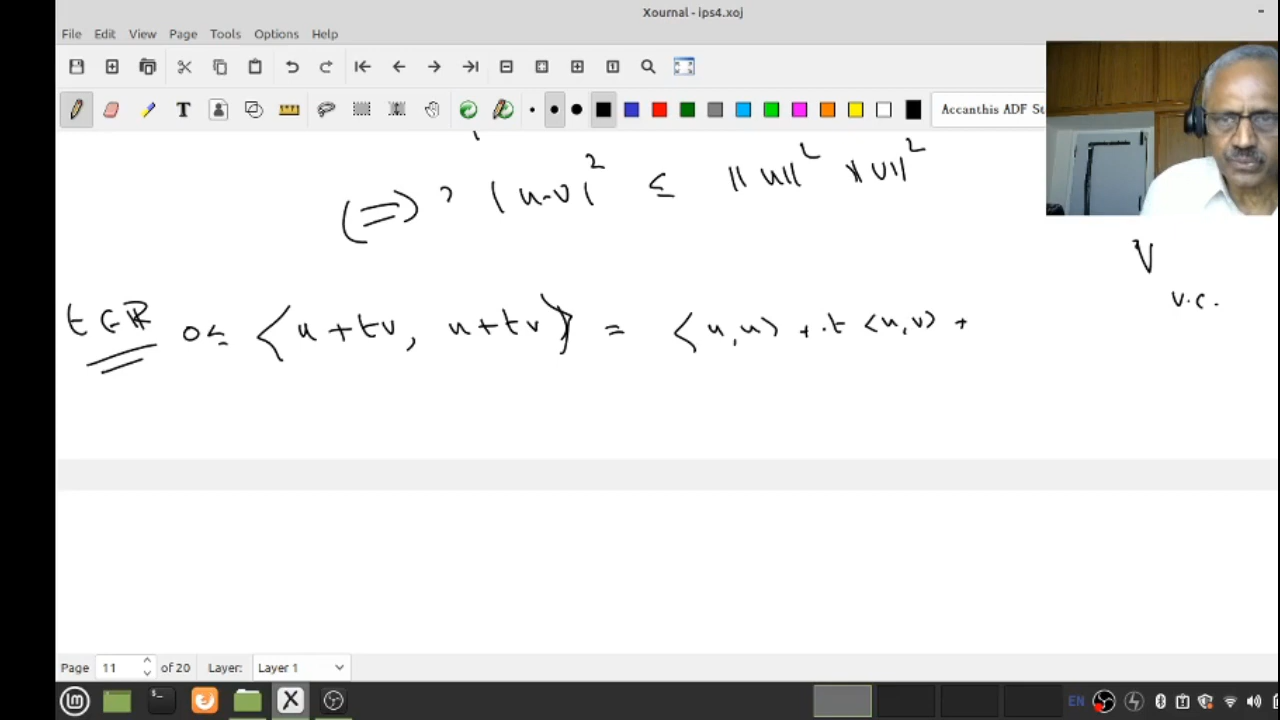 Xournal - ips4.xoj
File Edit View Page Tools Options Help
Accanthis ADF St
(⇒) ? |u·v|² ≤ ||u||² ||v||²
V
v.c.
t ∈ ℝ 0 ≤ ⟨u + tv, u + tv⟩ = ⟨u, u⟩ + t ⟨u, v⟩ +
Page 11 of 20 Layer: Layer 1
EN